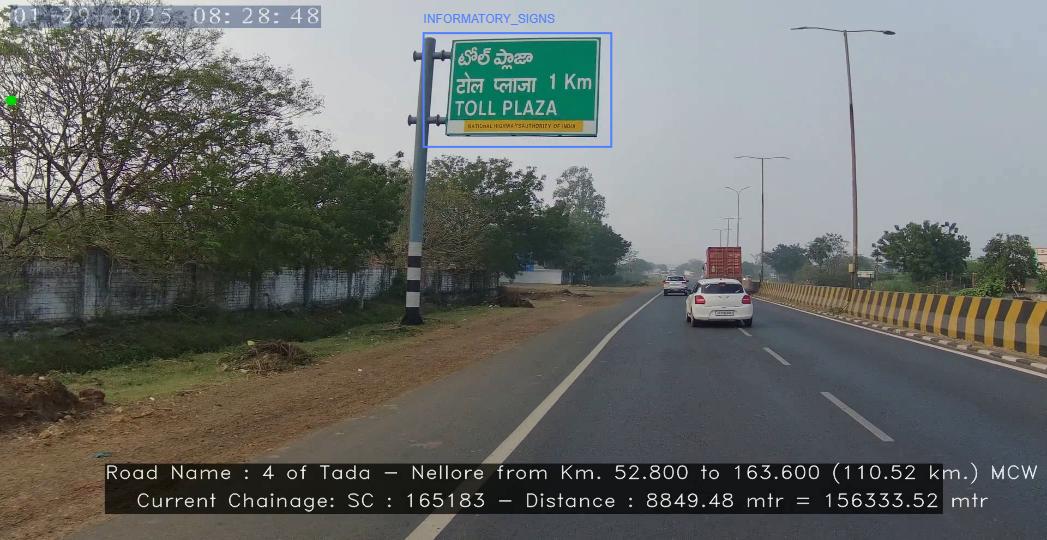 01-29-2025 08:28:48
INFORMATORY_SIGNS
టోల్ ప్లాజా
टोल प्लाजा 1 Km
TOLL PLAZA
NATIONAL HIGHWAYS AUTHORITY OF INDIA
Road Name : 4 of Tada - Nellore from Km. 52.800 to 163.600 (110.52 km.) MCW
Current Chainage: SC : 165183 - Distance : 8849.48 mtr = 156333.52 mtr